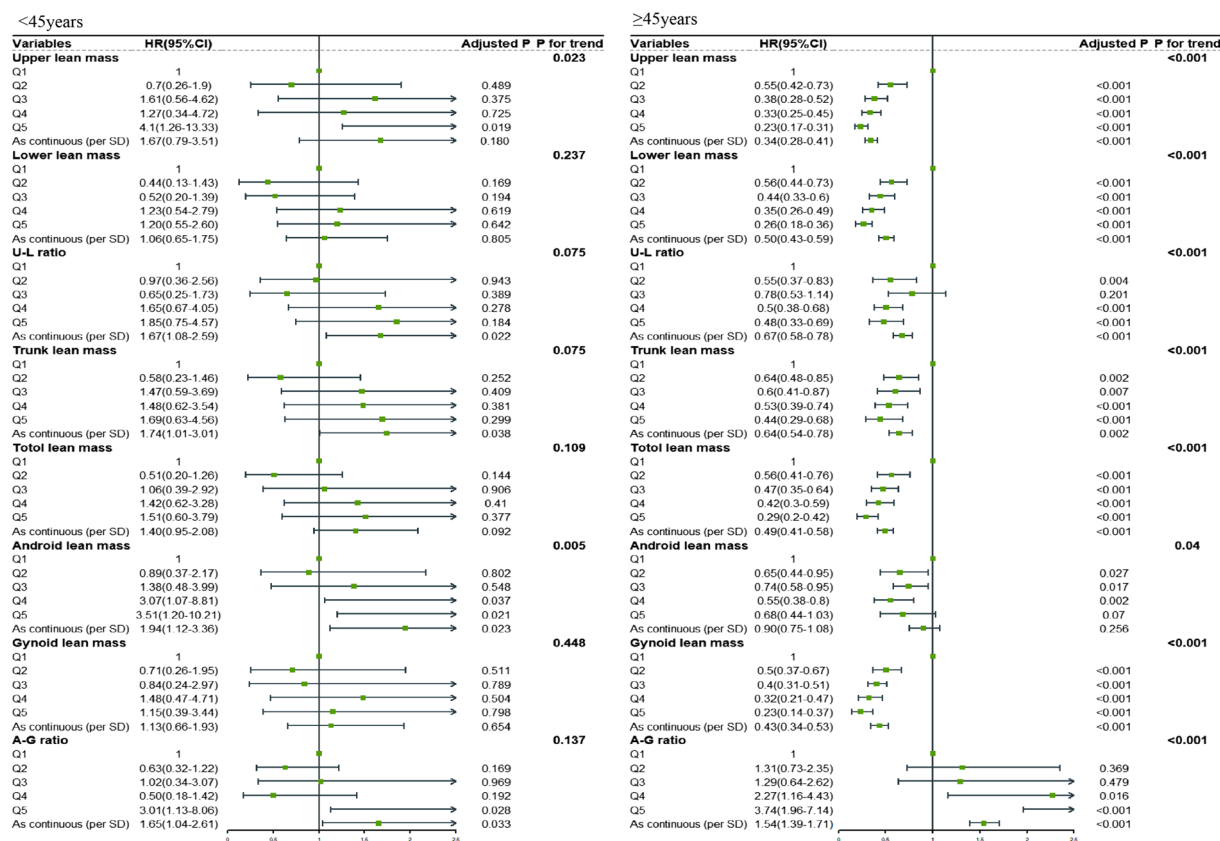 <45years
Variables HR(95%CI) Adjusted P P for trend
Upper lean mass 0.023
Q1 1
Q2 0.7(0.26-1.9) 0.489
Q3 1.61(0.56-4.62) 0.375
Q4 1.27(0.34-4.72) 0.725
Q5 4.1(1.26-13.33) 0.019
As continuous (per SD) 1.67(0.79-3.51) 0.180
Lower lean mass 0.237
Q1 1
Q2 0.44(0.13-1.43) 0.169
Q3 0.52(0.20-1.39) 0.194
Q4 1.23(0.54-2.79) 0.619
Q5 1.20(0.55-2.60) 0.642
As continuous (per SD) 1.06(0.65-1.75) 0.805
U-L ratio 0.075
Q1 1
Q2 0.97(0.36-2.56) 0.943
Q3 0.65(0.25-1.73) 0.389
Q4 1.65(0.67-4.05) 0.278
Q5 1.85(0.75-4.57) 0.184
As continuous (per SD) 1.67(1.08-2.59) 0.022
Trunk lean mass 0.075
Q1 1
Q2 0.58(0.23-1.46) 0.252
Q3 1.47(0.59-3.69) 0.409
Q4 1.48(0.62-3.54) 0.381
Q5 1.69(0.63-4.56) 0.299
As continuous (per SD) 1.74(1.01-3.01) 0.038
Totol lean mass 0.109
Q1 1
Q2 0.51(0.20-1.26) 0.144
Q3 1.06(0.39-2.92) 0.906
Q4 1.42(0.62-3.28) 0.41
Q5 1.51(0.60-3.79) 0.377
As continuous (per SD) 1.40(0.95-2.08) 0.092
Android lean mass 0.005
Q1 1
Q2 0.89(0.37-2.17) 0.802
Q3 1.38(0.48-3.99) 0.548
Q4 3.07(1.07-8.81) 0.037
Q5 3.51(1.20-10.21) 0.021
As continuous (per SD) 1.94(1.12-3.36) 0.023
Gynoid lean mass 0.448
Q1 1
Q2 0.71(0.26-1.95) 0.511
Q3 0.84(0.24-2.97) 0.789
Q4 1.48(0.47-4.71) 0.504
Q5 1.15(0.39-3.44) 0.798
As continuous (per SD) 1.13(0.66-1.93) 0.654
A-G ratio 0.137
Q1 1
Q2 0.63(0.32-1.22) 0.169
Q3 1.02(0.34-3.07) 0.969
Q4 0.50(0.18-1.42) 0.192
Q5 3.01(1.13-8.06) 0.028
As continuous (per SD) 1.65(1.04-2.61) 0.033
0 0.5 1 2 2.5
≥45years
Variables HR(95%CI) Adjusted P P for trend
Upper lean mass <0.001
Q1 1
Q2 0.55(0.42-0.73) <0.001
Q3 0.38(0.28-0.52) <0.001
Q4 0.33(0.25-0.45) <0.001
Q5 0.23(0.17-0.31) <0.001
As continuous (per SD) 0.34(0.28-0.41) <0.001
Lower lean mass <0.001
Q1 1
Q2 0.56(0.44-0.73) <0.001
Q3 0.44(0.33-0.6) <0.001
Q4 0.35(0.26-0.49) <0.001
Q5 0.26(0.18-0.36) <0.001
As continuous (per SD) 0.50(0.43-0.59) <0.001
U-L ratio <0.001
Q1 1
Q2 0.55(0.37-0.83) 0.004
Q3 0.78(0.53-1.14) 0.201
Q4 0.5(0.38-0.68) <0.001
Q5 0.48(0.33-0.69) <0.001
As continuous (per SD) 0.67(0.58-0.78) <0.001
Trunk lean mass <0.001
Q1 1
Q2 0.64(0.48-0.85) 0.002
Q3 0.6(0.41-0.87) 0.007
Q4 0.53(0.39-0.74) <0.001
Q5 0.44(0.29-0.68) <0.001
As continuous (per SD) 0.64(0.54-0.78) 0.002
Totol lean mass <0.001
Q1 1
Q2 0.56(0.41-0.76) <0.001
Q3 0.47(0.35-0.64) <0.001
Q4 0.42(0.3-0.59) <0.001
Q5 0.29(0.2-0.42) <0.001
As continuous (per SD) 0.49(0.41-0.58) <0.001
Android lean mass 0.04
Q1 1
Q2 0.65(0.44-0.95) 0.027
Q3 0.74(0.58-0.95) 0.017
Q4 0.55(0.38-0.8) 0.002
Q5 0.68(0.44-1.03) 0.07
As continuous (per SD) 0.90(0.75-1.08) 0.256
Gynoid lean mass <0.001
Q1 1
Q2 0.5(0.37-0.67) <0.001
Q3 0.4(0.31-0.51) <0.001
Q4 0.32(0.21-0.47) <0.001
Q5 0.23(0.14-0.37) <0.001
As continuous (per SD) 0.43(0.34-0.53) <0.001
A-G ratio <0.001
Q1 1
Q2 1.31(0.73-2.35) 0.369
Q3 1.29(0.64-2.62) 0.479
Q4 2.27(1.16-4.43) 0.016
Q5 3.74(1.96-7.14) <0.001
As continuous (per SD) 1.54(1.39-1.71) <0.001
0 0.5 1 2 2.5